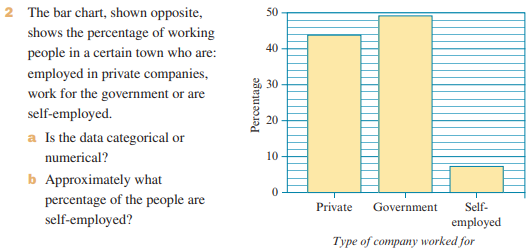 2 The bar chart, shown opposite,
shows the percentage of working
people in a certain town who are:
employed in private companies,
work for the government or are
self-employed.
a Is the data categorical or
numerical?
b Approximately what
percentage of the people are
self-employed?
Percentage
50
40
30
20
10
0
Private Government Self-
employed
Type of company worked for